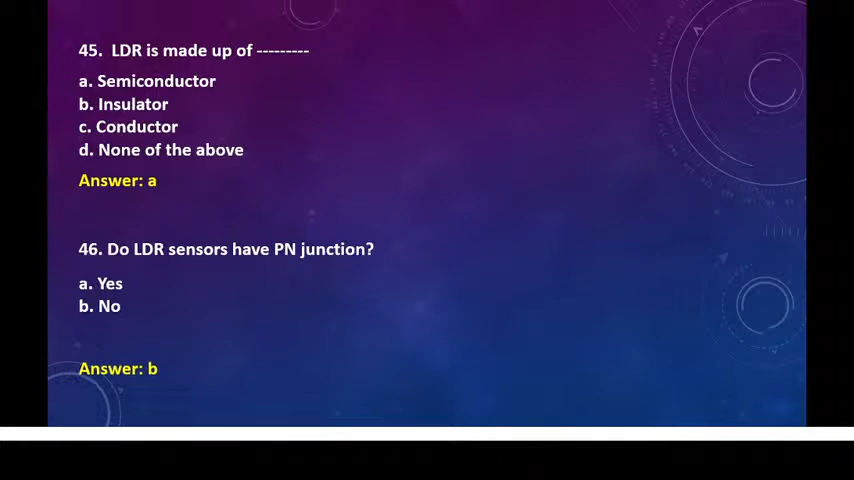 45. LDR is made up of ---------
a. Semiconductor
b. Insulator
c. Conductor
d. None of the above
Answer: a
46. Do LDR sensors have PN junction?
a. Yes
b. No
Answer: b